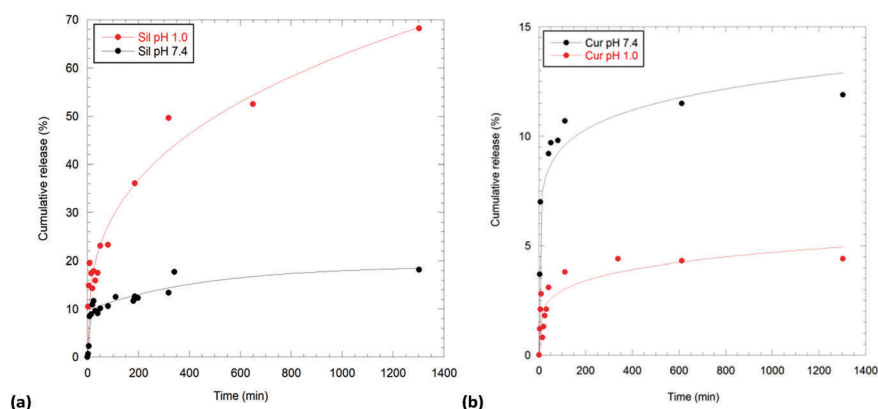 Sil pH 1.0
Sil pH 7.4
Cumulative release (%)
70
60
50
40
30
20
10
0
0 200 400 600 800 1000 1200 1400
Time (min)
(a)
Cur pH 7.4
Cur pH 1.0
Cumulative release (%)
15
10
5
0
0 200 400 600 800 1000 1200 1400
Time (min)
(b)